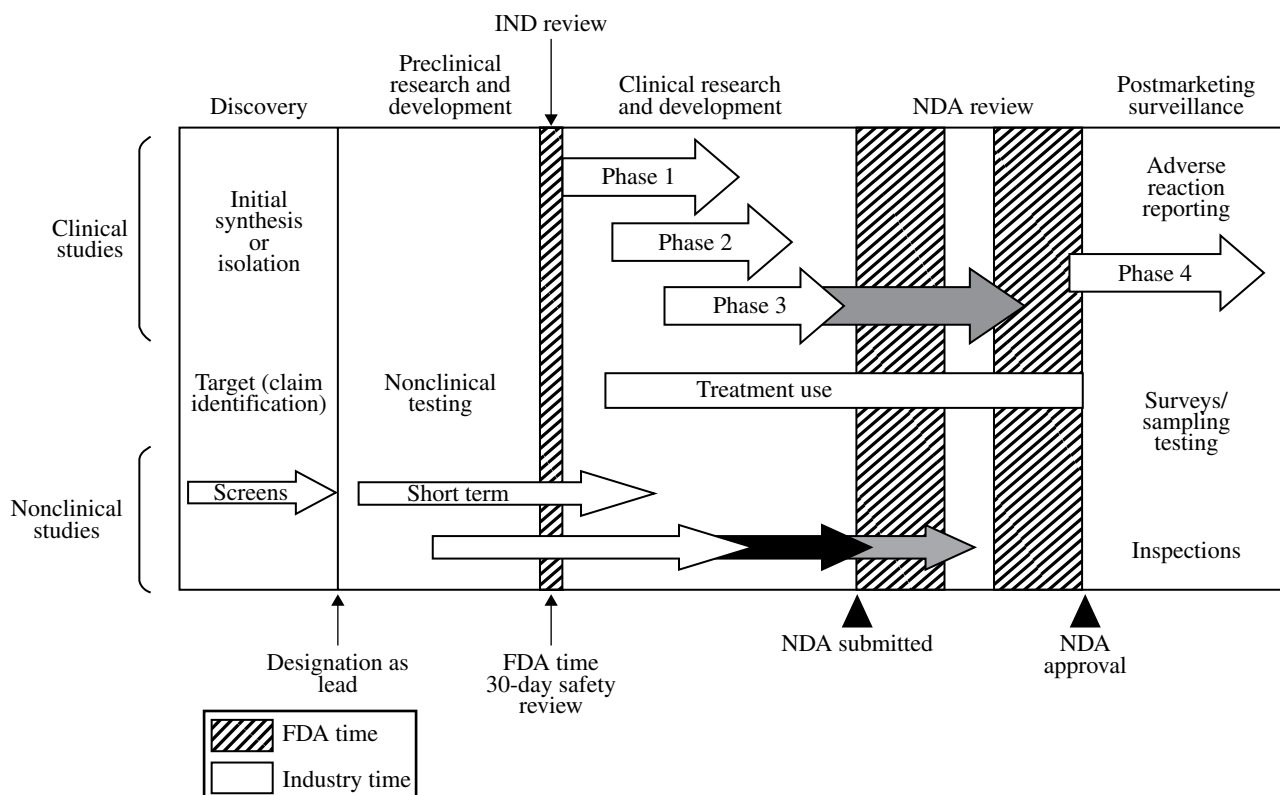 IND review
Preclinical
research and
development
Clinical research
and development
Discovery
NDA review
Postmarketing
surveillance
Clinical
studies
Initial
synthesis
or
isolation
Phase 1
Phase 2
Phase 3
Adverse
reaction
reporting
Phase 4
Target (claim
identification)
Nonclinical
testing
Treatment use
Surveys/
sampling
testing
Nonclinical
studies
Screens
Short term
Inspections
Designation as
lead
FDA time
30-day safety
review
NDA submitted
NDA
approval
FDA time
Industry time